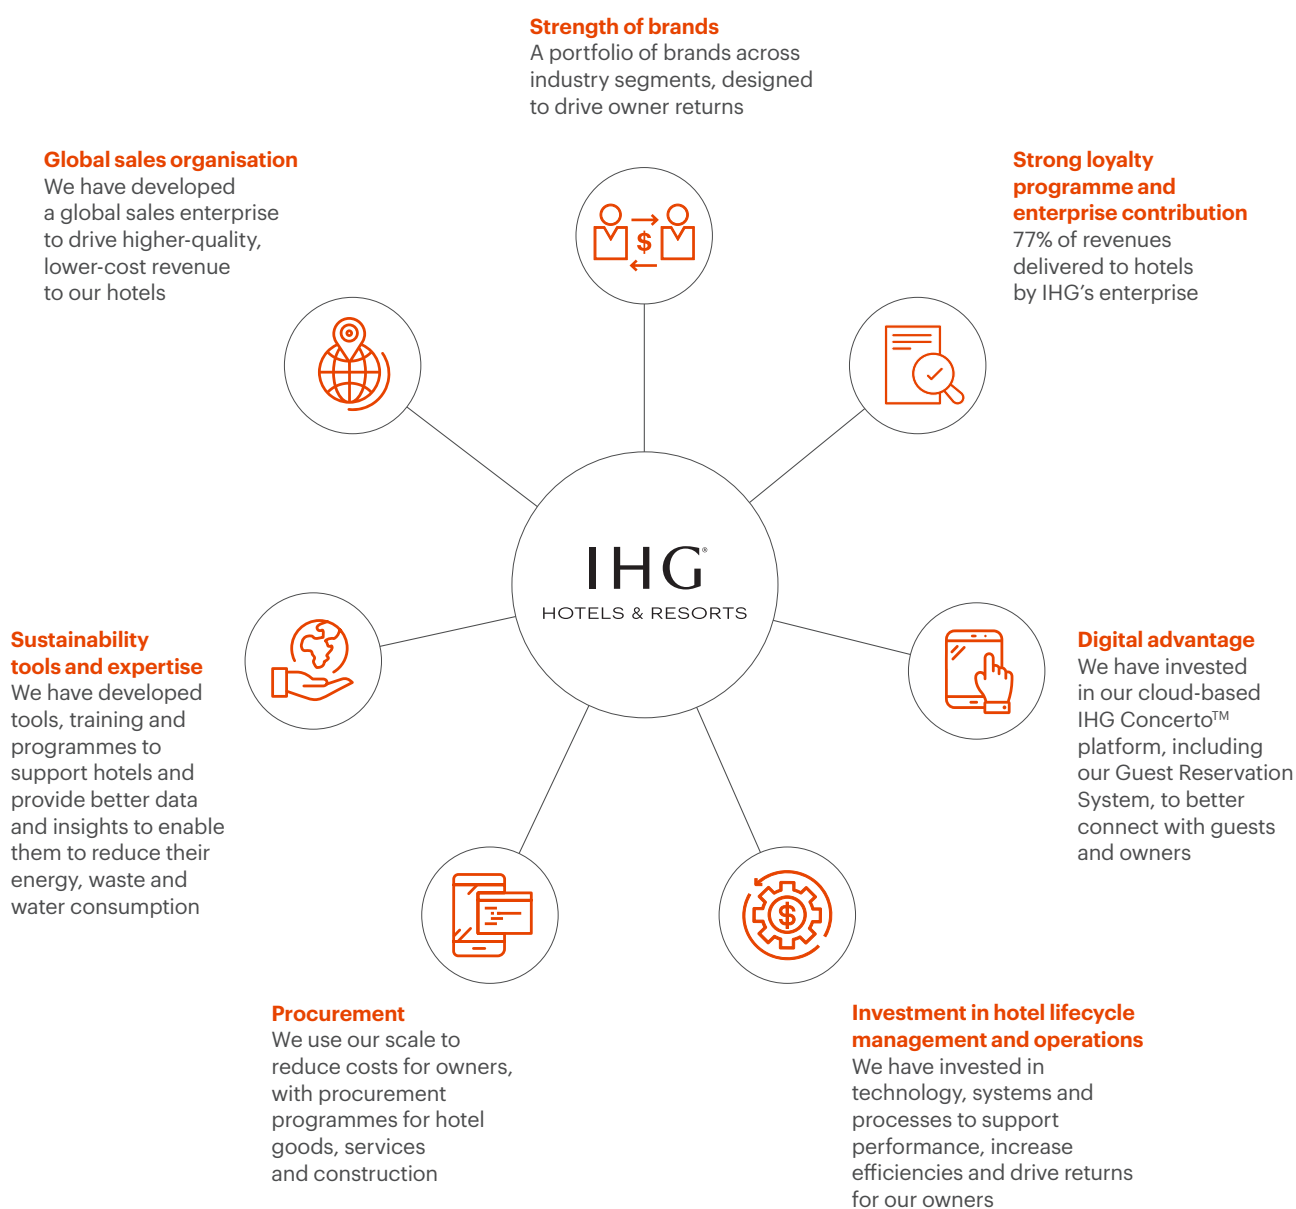 Strength of brands
A portfolio of brands across
industry segments, designed
to drive owner returns
Global sales organisation
We have developed
a global sales enterprise
to drive higher-quality,
lower-cost revenue
to our hotels
Strong loyalty
programme and
enterprise contribution
77% of revenues
delivered to hotels
by IHG’s enterprise
$
IHG®
HOTELS & RESORTS
Sustainability
tools and expertise
We have developed
tools, training and
programmes to
support hotels and
provide better data
and insights to enable
them to reduce their
energy, waste and
water consumption
Digital advantage
We have invested
in our cloud-based
IHG Concerto™
platform, including
our Guest Reservation
System, to better
connect with guests
and owners
$
Procurement
We use our scale to
reduce costs for owners,
with procurement
programmes for hotel
goods, services
and construction
Investment in hotel lifecycle
management and operations
We have invested in
technology, systems and
processes to support
performance, increase
efficiencies and drive returns
for our owners